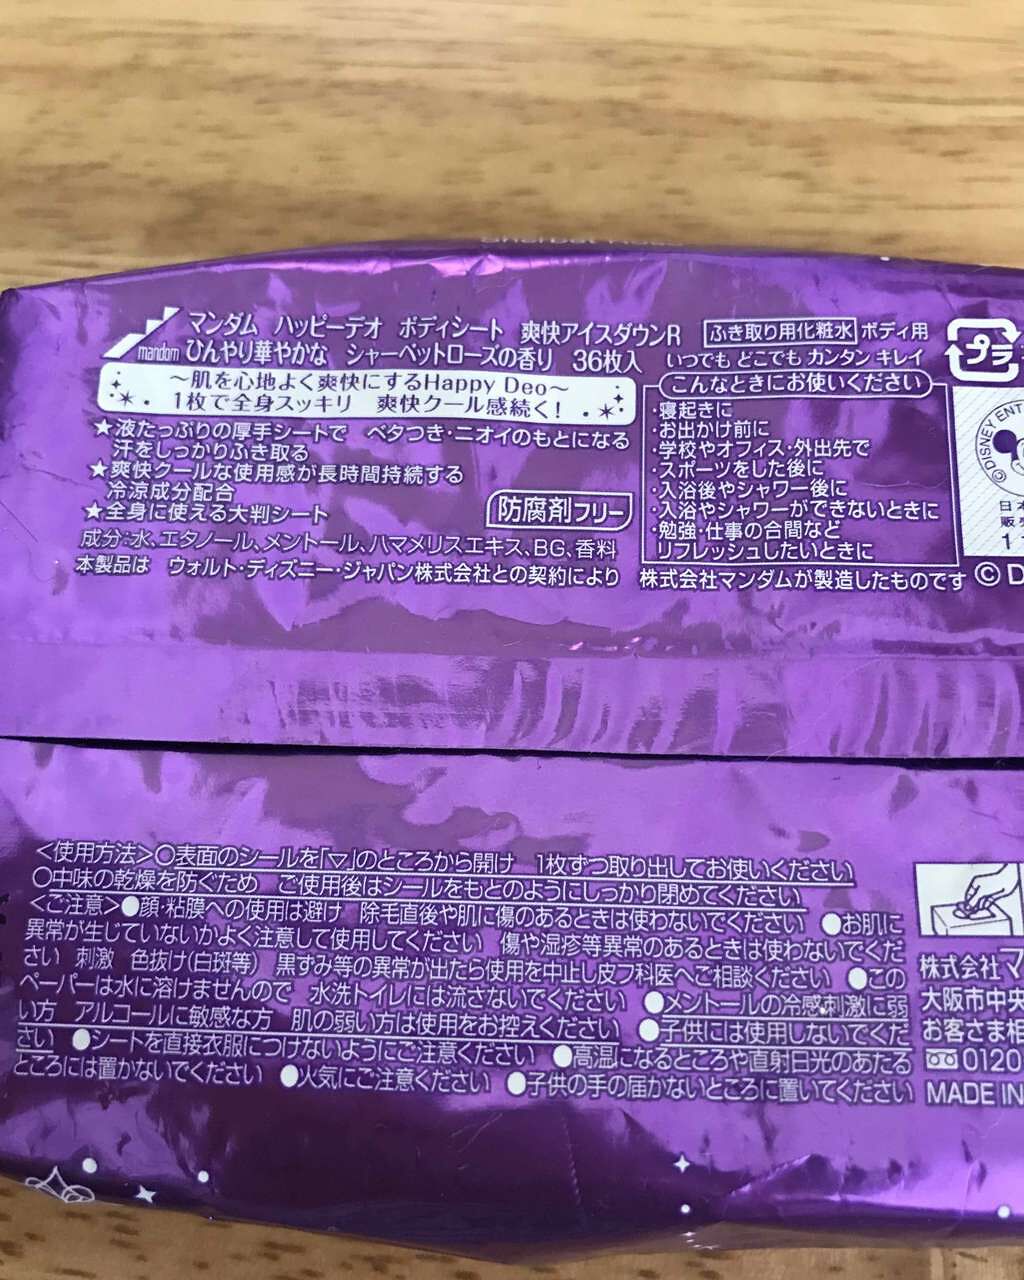 mandom
マンダム ハッピーデオ ボディシート 爽快アイスダウンR ふき取り用化粧水 ボディ用
ひんやり華やかな シャーベットローズの香り 36枚入 いつでも どこでも カンタン キレイ
～肌を心地よく爽快にするHappy Deo～
1枚で全身スッキリ 爽快クール感続く!
★液たっぷりの厚手シートで ベタつき・ニオイのもとになる
汗をしっかりふき取る
★爽快クールな使用感が長時間持続する
冷涼成分配合
★全身に使える大判シート
防腐剤フリー
成分:水、エタノール、メントール、ハマメリスエキス、BG、香料
こんなときにお使いください
・寝起きに
・お出かけ前に
・学校やオフィス・外出先で
・スポーツをした後に
・入浴後やシャワー後に
・入浴やシャワーができないときに
・勉強・仕事の合間など
リフレッシュしたいときに
プラ
©DISNEY ENT
日本
販売
本製品は ウォルト・ディズニー・ジャパン株式会社との契約により 株式会社マンダムが製造したものです © D
<使用方法>○表面のシールを「▽」のところから開け 1枚ずつ取り出してお使いください
○中味の乾燥を防ぐため ご使用後はシールをもとのようにしっかり閉めてください
<ご注意>●顔・粘膜への使用は避け 除毛直後や肌に傷のあるときは使わないでください ●お肌に
異常が生じていないかよく注意して使用してください 傷や湿疹等異常のあるときは使わないでくだ
さい 刺激 色抜け(白斑等) 黒ずみ等の異常が出たら使用を中止し皮フ科医へご相談ください ●この
ペーパーは水に溶けませんので 水洗トイレには流さないでください ●メントールの冷感刺激に弱
い方 アルコールに敏感な方 肌の弱い方は使用をお控えください ●子供には使用しないでくだ
さい ●シートを直接衣服につけないようにご注意ください ●高温になるところや直射日光のあたる
ところには置かないでください ●火気にご注意ください ●子供の手の届かないところに置いてください
株式会社マ
大阪市中央
お客さま相
0120
MADE IN